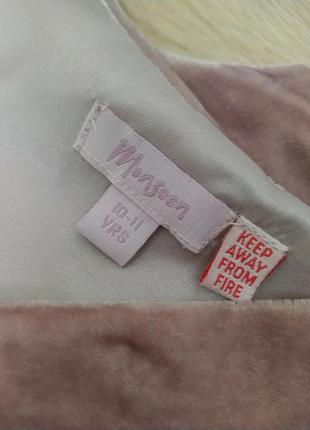 Monsoon
10-11
YRS
KEEP
AWAY
FROM
FIRE